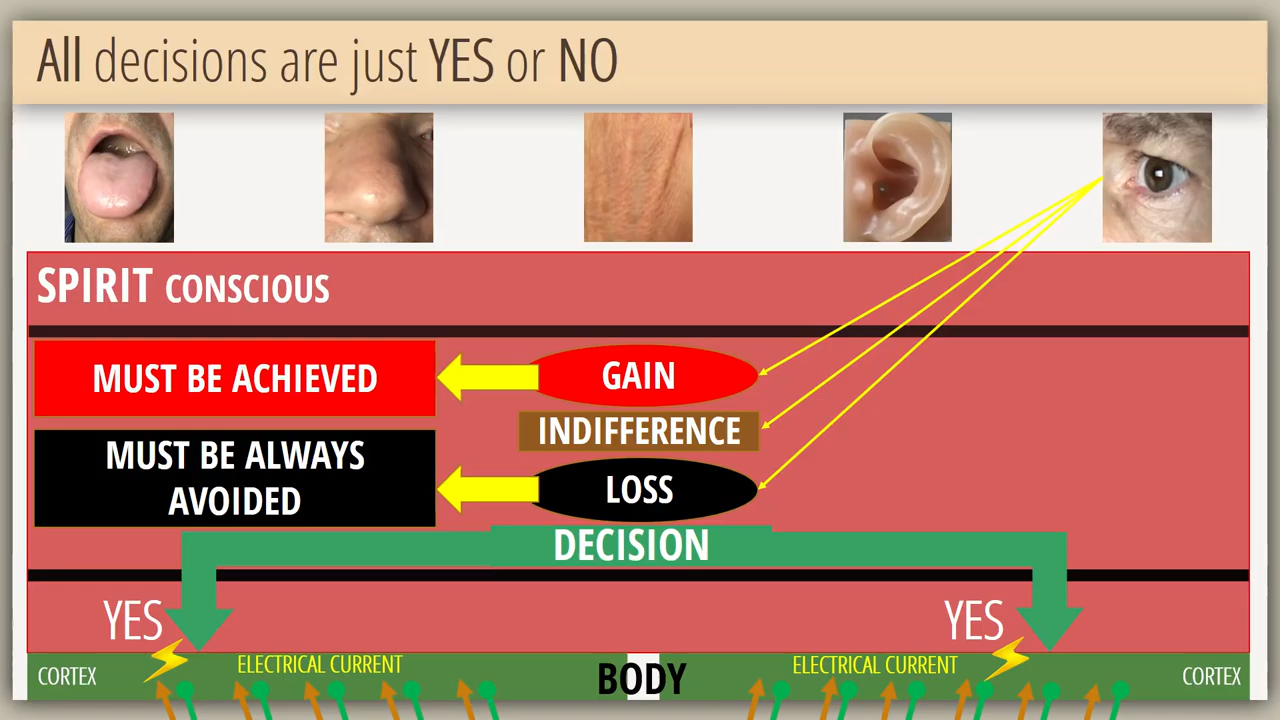 All decisions are just YES or NO
SPIRIT CONSCIOUS
MUST BE ACHIEVED
GAIN
INDIFFERENCE
MUST BE ALWAYS
AVOIDED
LOSS
DECISION
YES
YES
CORTEX
ELECTRICAL CURRENT
BODY
ELECTRICAL CURRENT
CORTEX